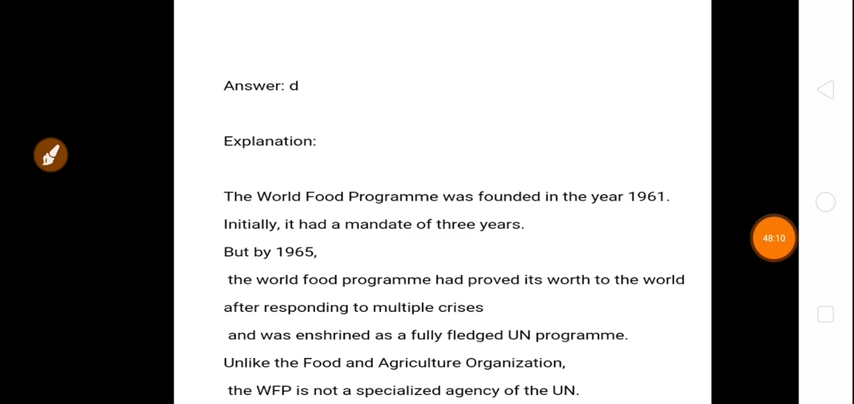 Answer: d
Explanation:
The World Food Programme was founded in the year 1961.
Initially, it had a mandate of three years.
But by 1965,
the world food programme had proved its worth to the world
after responding to multiple crises
and was enshrined as a fully fledged UN programme.
Unlike the Food and Agriculture Organization,
the WFP is not a specialized agency of the UN.
48:10